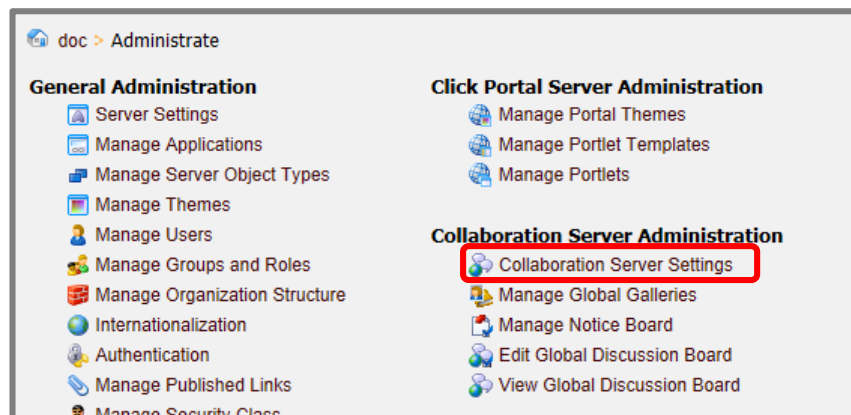 doc > Administrate
General Administration
Server Settings
Manage Applications
Manage Server Object Types
Manage Themes
Manage Users
Manage Groups and Roles
Manage Organization Structure
Internationalization
Authentication
Manage Published Links
Manage Security Class
Click Portal Server Administration
Manage Portal Themes
Manage Portlet Templates
Manage Portlets
Collaboration Server Administration
Collaboration Server Settings
Manage Global Galleries
Manage Notice Board
Edit Global Discussion Board
View Global Discussion Board